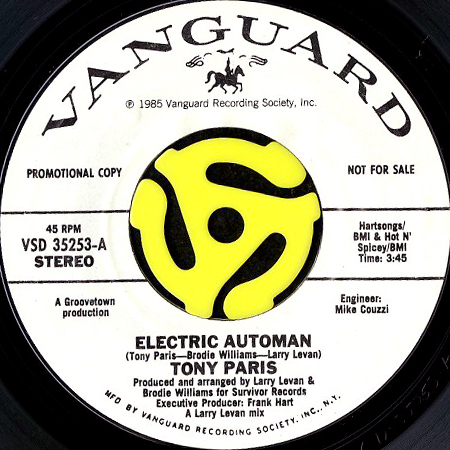 VANGUARD
℗ 1985 Vanguard Recording Society, Inc.
PROMOTIONAL COPY
NOT FOR SALE
45 RPM
VSD 35253-A
STEREO
Hartsongs/
BMI & Hot N'
Spicey/BMI
Time: 3:45
A Groovetown
production
Engineer:
Mike Couzzi
ELECTRIC AUTOMAN
(Tony Paris—Brodie Williams—Larry Levan)
TONY PARIS
Produced and arranged by Larry Levan &
Brodie Williams for Survivor Records
Executive Producer: Frank Hart
A Larry Levan mix
MFD. BY VANGUARD RECORDING SOCIETY, INC., N.Y.